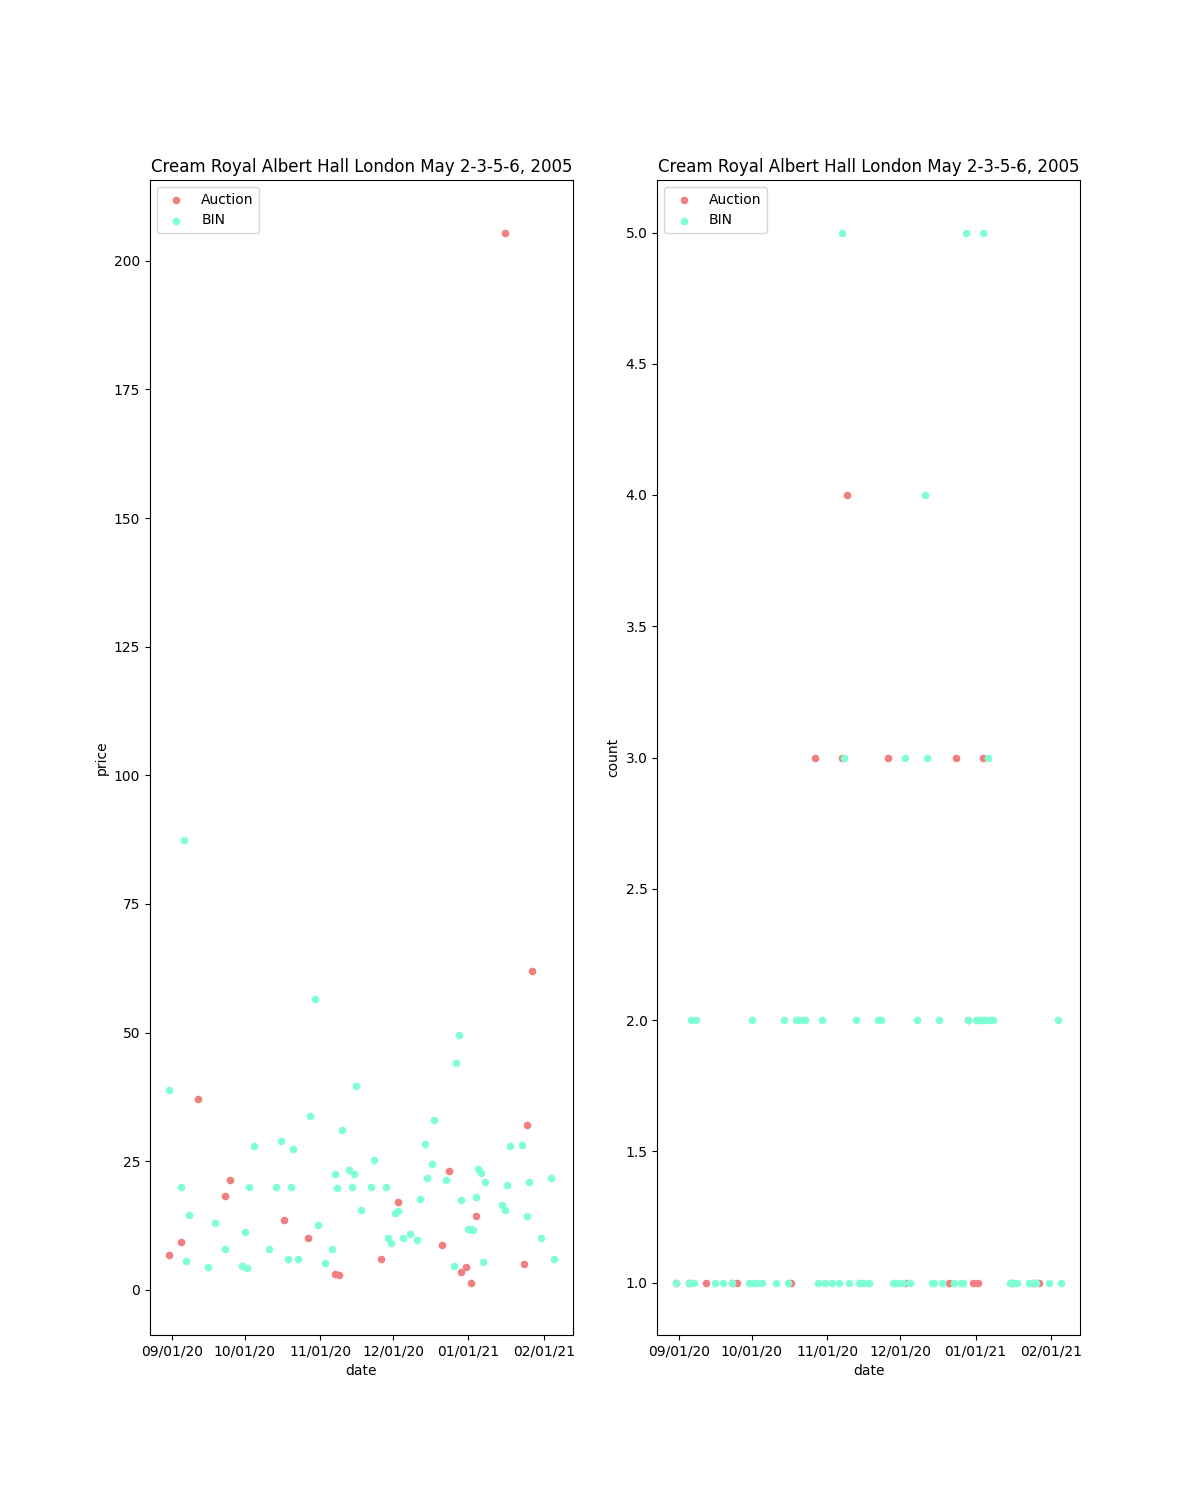 Cream Royal Albert Hall London May 2-3-5-6, 2005
Auction
BIN
200
175
150
125
100
75
50
25
0
price
09/01/20 10/01/20 11/01/20 12/01/20 01/01/21 02/01/21
date
Cream Royal Albert Hall London May 2-3-5-6, 2005
Auction
BIN
5.0
4.5
4.0
3.5
3.0
2.5
2.0
1.5
1.0
count
09/01/20 10/01/20 11/01/20 12/01/20 01/01/21 02/01/21
date